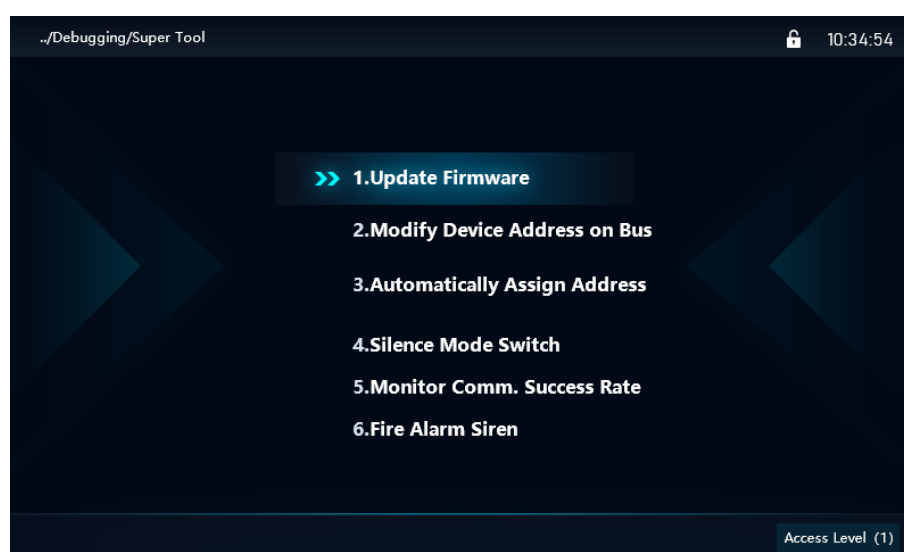 ../Debugging/Super Tool
10:34:54
1.Update Firmware
2.Modify Device Address on Bus
3.Automatically Assign Address
4.Silence Mode Switch
5.Monitor Comm. Success Rate
6.Fire Alarm Siren
Access Level (1)